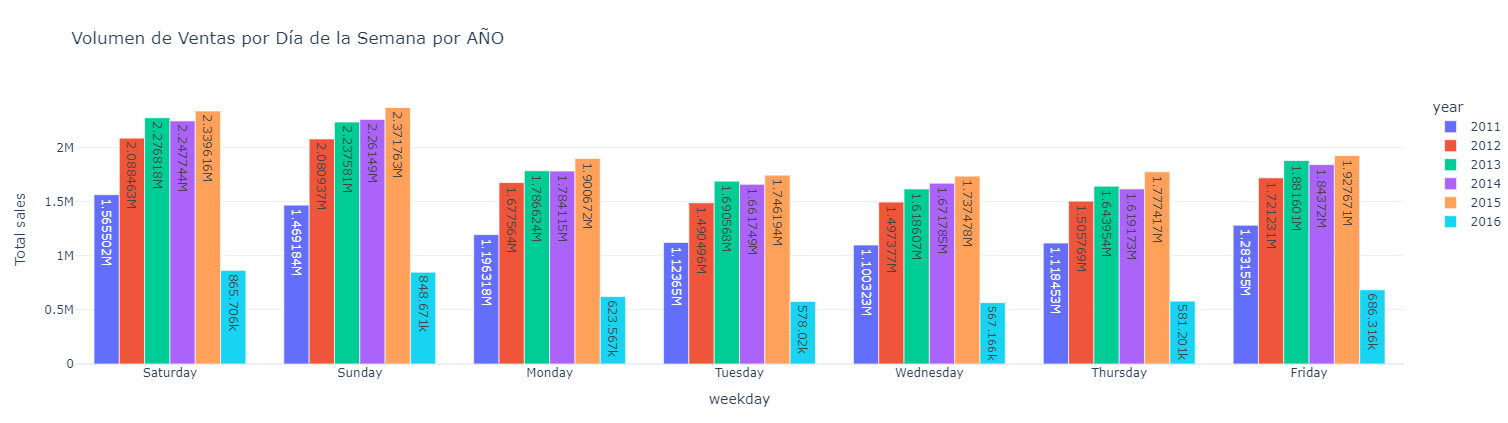 Volumen de Ventas por Día de la Semana por AÑO
year
2011
2012
2013
2014
2015
2016
Total sales
2M
1.5M
1M
0.5M
0
1.565502M
2.088463M
2.276818M
2.247744M
2.339616M
865.706k
1.469184M
2.080937M
2.237581M
2.26149M
2.371763M
848.671k
1.196318M
1.677564M
1.786624M
1.784115M
1.900672M
623.567k
1.12365M
1.490496M
1.690568M
1.661749M
1.746194M
578.02k
1.100323M
1.497377M
1.618607M
1.671785M
1.737478M
567.166k
1.118453M
1.505769M
1.643954M
1.619173M
1.777417M
581.201k
1.283155M
1.721231M
1.881601M
1.84372M
1.927671M
686.316k
Saturday
Sunday
Monday
Tuesday
Wednesday
Thursday
Friday
weekday